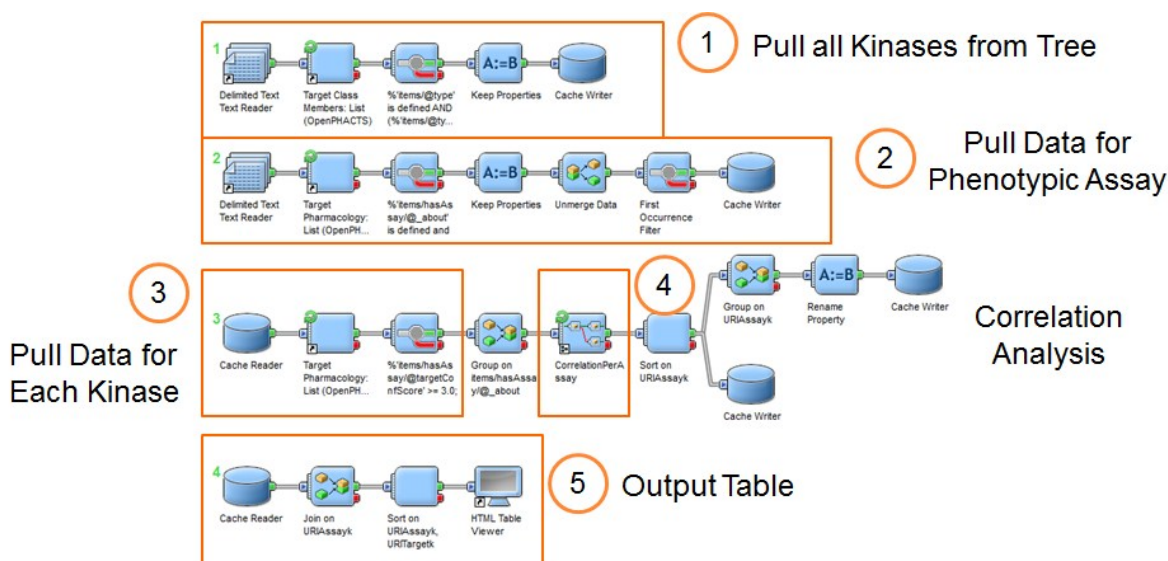 1
Pull all Kinases from Tree
1
A:=B
Delimited Text
Text Reader
Target Class
Members: List
(OpenPHACTS)
%'items/@type'
is defined AND
(%'items/@ty...
Keep Properties
Cache Writer
2
Pull Data for
Phenotypic Assay
2
A:=B
Delimited Text
Text Reader
Target
Pharmacology:
List (OpenPH...
%'items/hasAs
say/@_about'
is defined and
Keep Properties
Unmerge Data
First
Occurrence
Filter
Cache Writer
3
Pull Data for
Each Kinase
3
Cache Reader
Target
Pharmacology:
List (OpenPH...
%'items/hasAs
say/@targetCo
nfScore' >= 3.0;
Group on
items/hasAssa
y/@_about
CorrelationPerA
ssay
4
Sort on
URIAssayk
Group on
URIAssayk
A:=B
Rename
Property
Cache Writer
Cache Writer
Correlation
Analysis
4
Cache Reader
Join on
URIAssayk
Sort on
URIAssayk,
URITargetk
HTML Table
Viewer
5
Output Table